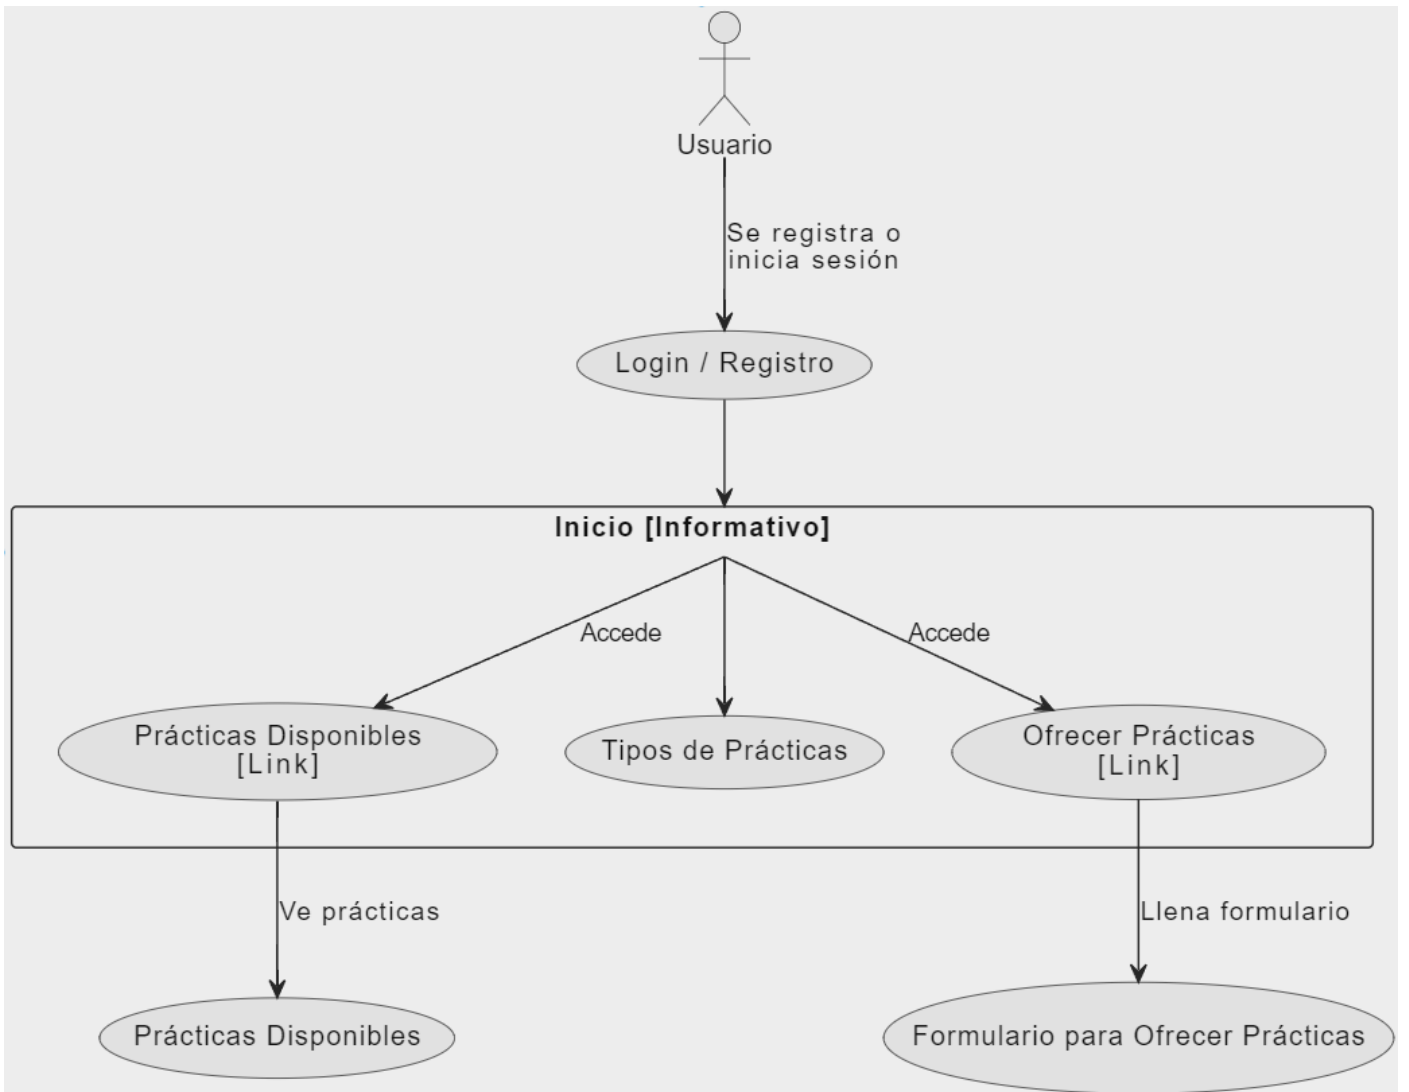 Usuario
Se registra o
inicia sesión
Login / Registro
Inicio [Informativo]
Accede
Accede
Prácticas Disponibles
[Link]
Tipos de Prácticas
Ofrecer Prácticas
[Link]
Ve prácticas
Llena formulario
Prácticas Disponibles
Formulario para Ofrecer Prácticas